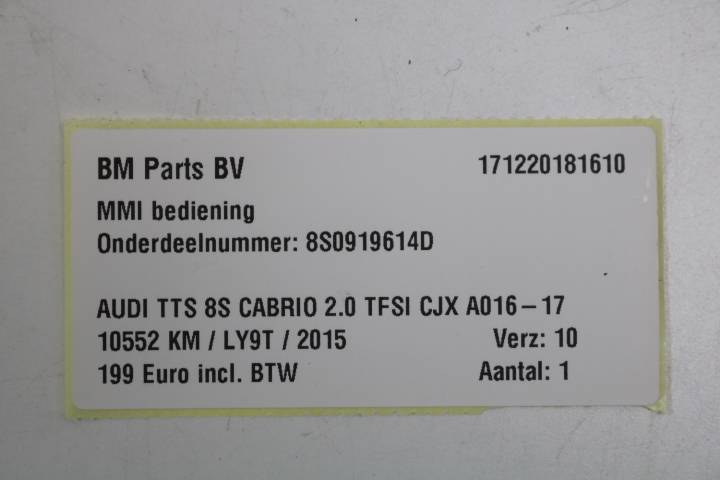 BM Parts BV 171220181610
MMI bediening
Onderdeelnummer: 8S0919614D
AUDI TTS 8S CABRIO 2.0 TFSI CJX A016-17
10552 KM / LY9T / 2015 Verz: 10
199 Euro incl. BTW Aantal: 1